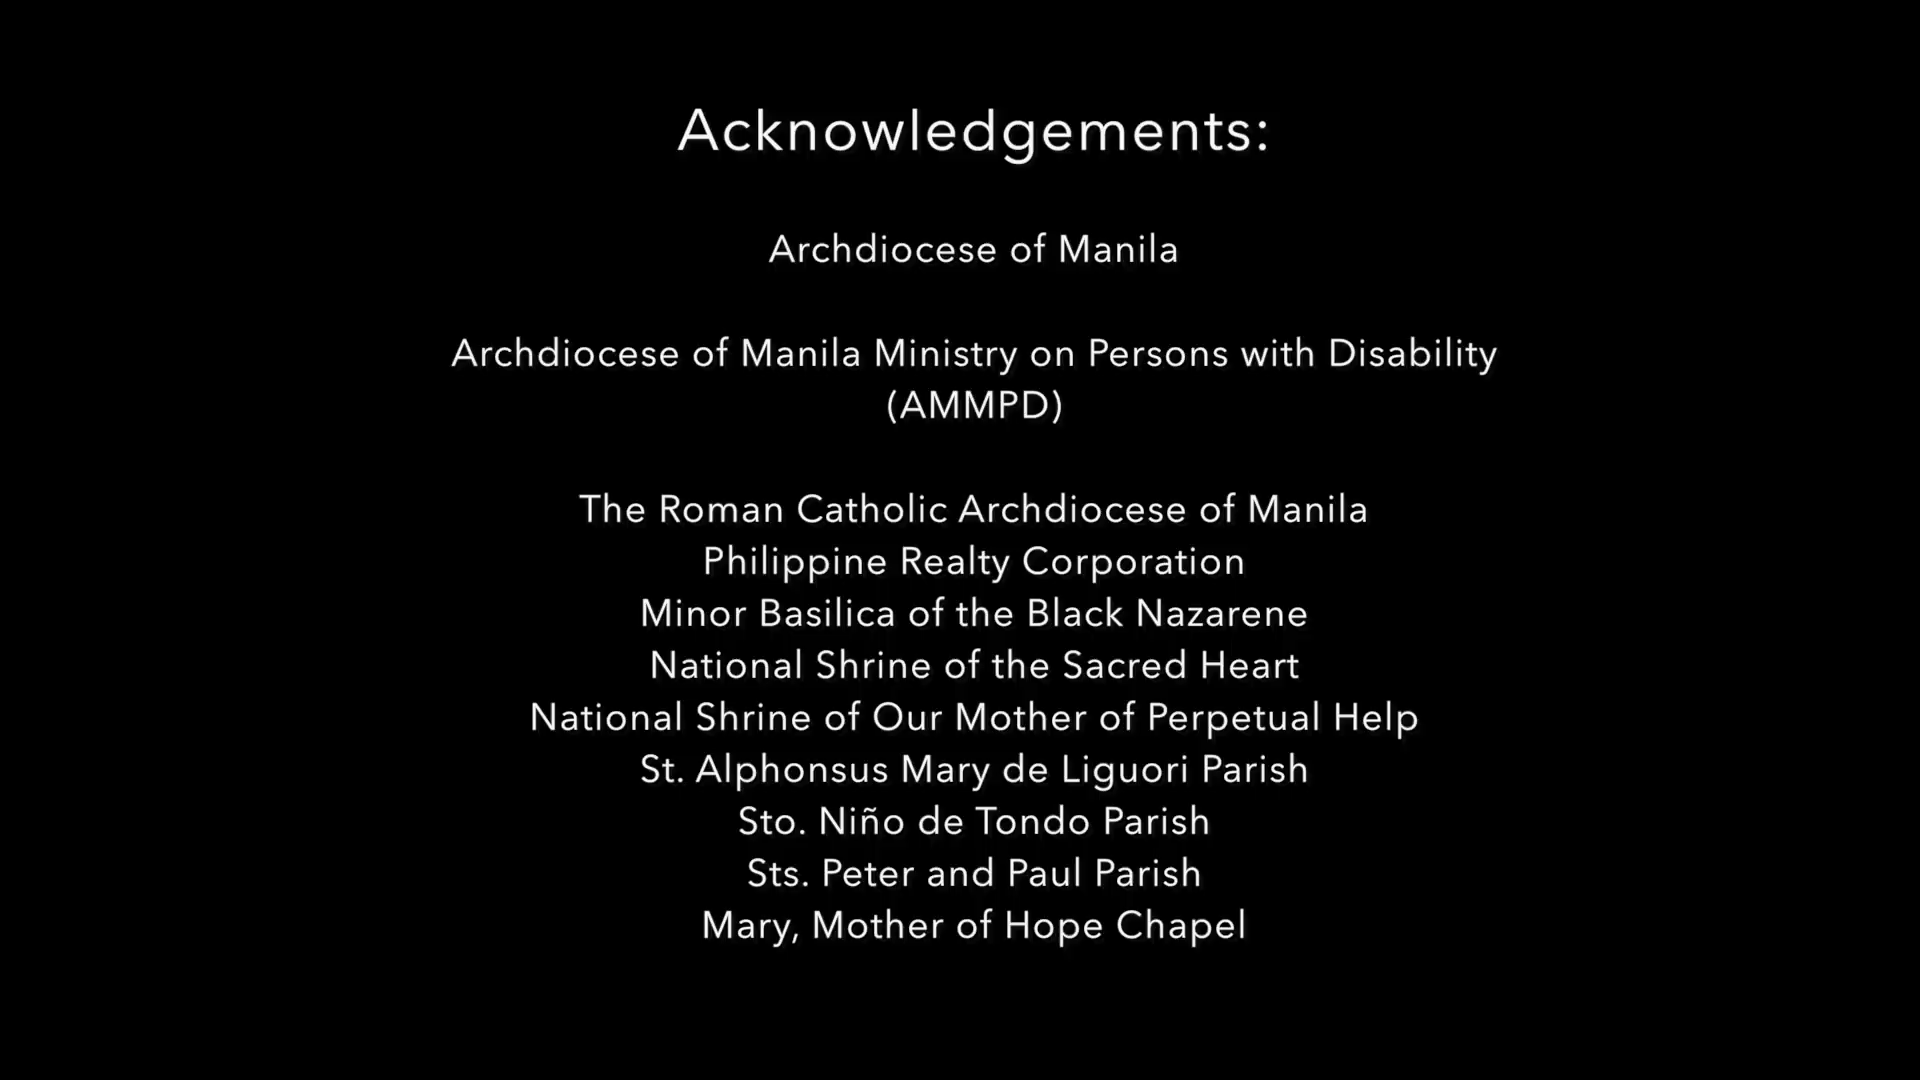 Acknowledgements:
Archdiocese of Manila
Archdiocese of Manila Ministry on Persons with Disability
(AMMPD)
The Roman Catholic Archdiocese of Manila
Philippine Realty Corporation
Minor Basilica of the Black Nazarene
National Shrine of the Sacred Heart
National Shrine of Our Mother of Perpetual Help
St. Alphonsus Mary de Liguori Parish
Sto. Niño de Tondo Parish
Sts. Peter and Paul Parish
Mary, Mother of Hope Chapel